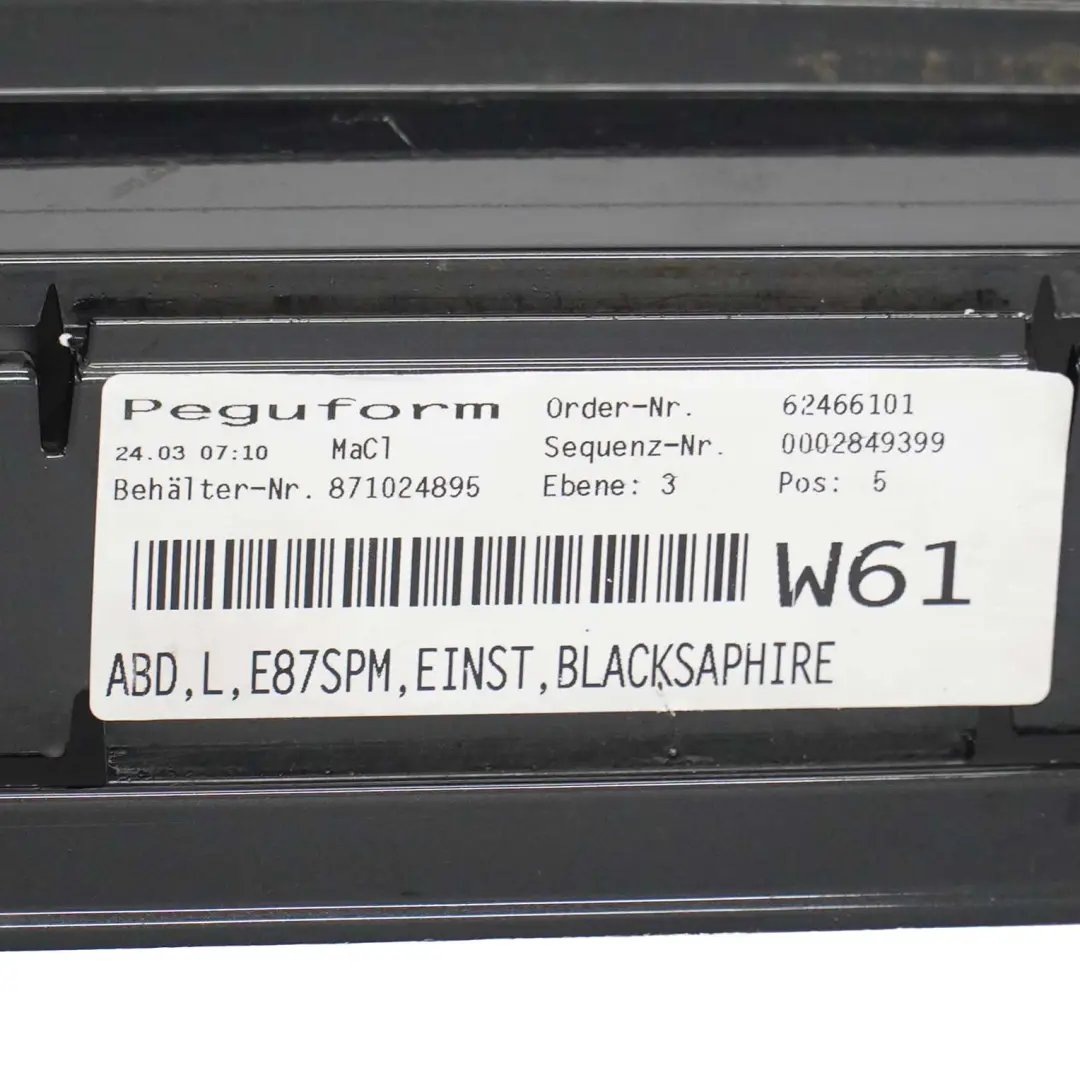 Peguform Order-Nr. 62466101
24.03 07:10 MaCl Sequenz-Nr. 0002849399
Behälter-Nr. 871024895 Ebene: 3 Pos: 5
W61
ABD,L,E87SPM,EINST,BLACKSAPHIRE